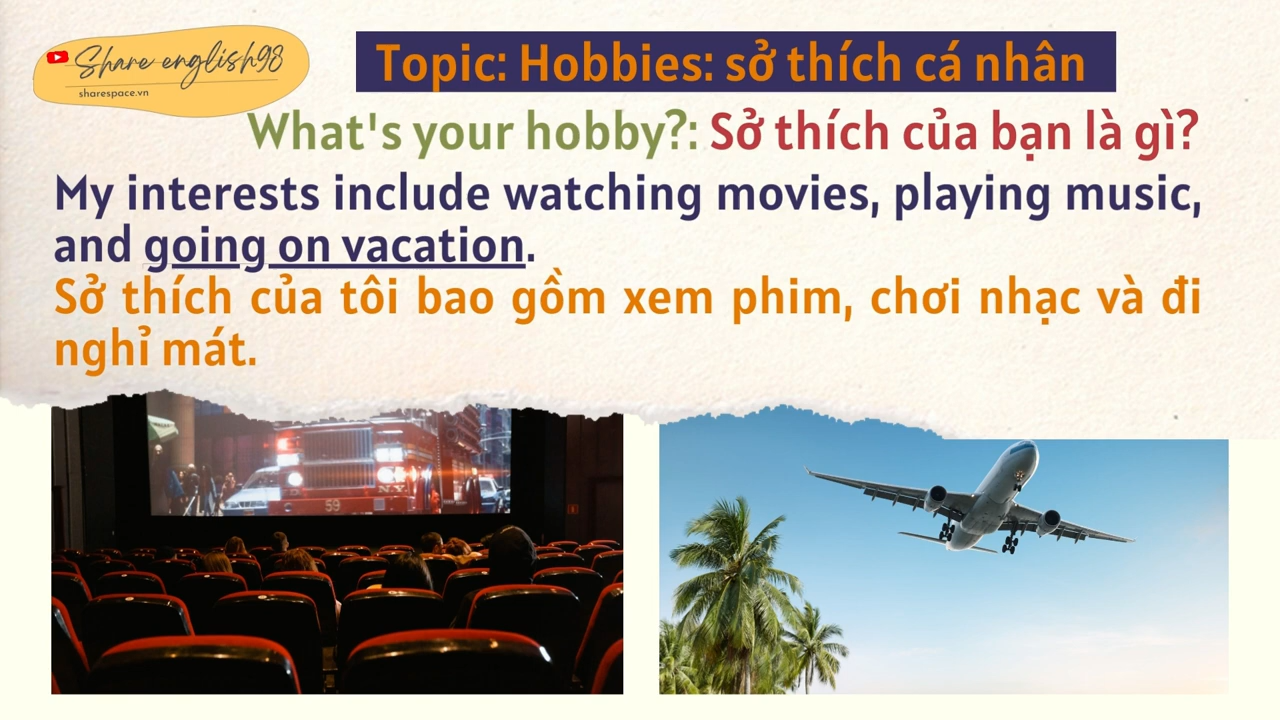 Share english98
sharespace.vn
Topic: Hobbies: sở thích cá nhân
What's your hobby?: Sở thích của bạn là gì?
My interests include watching movies, playing music,
and going on vacation.
Sở thích của tôi bao gồm xem phim, chơi nhạc và đi
nghỉ mát.
59
N.Y.